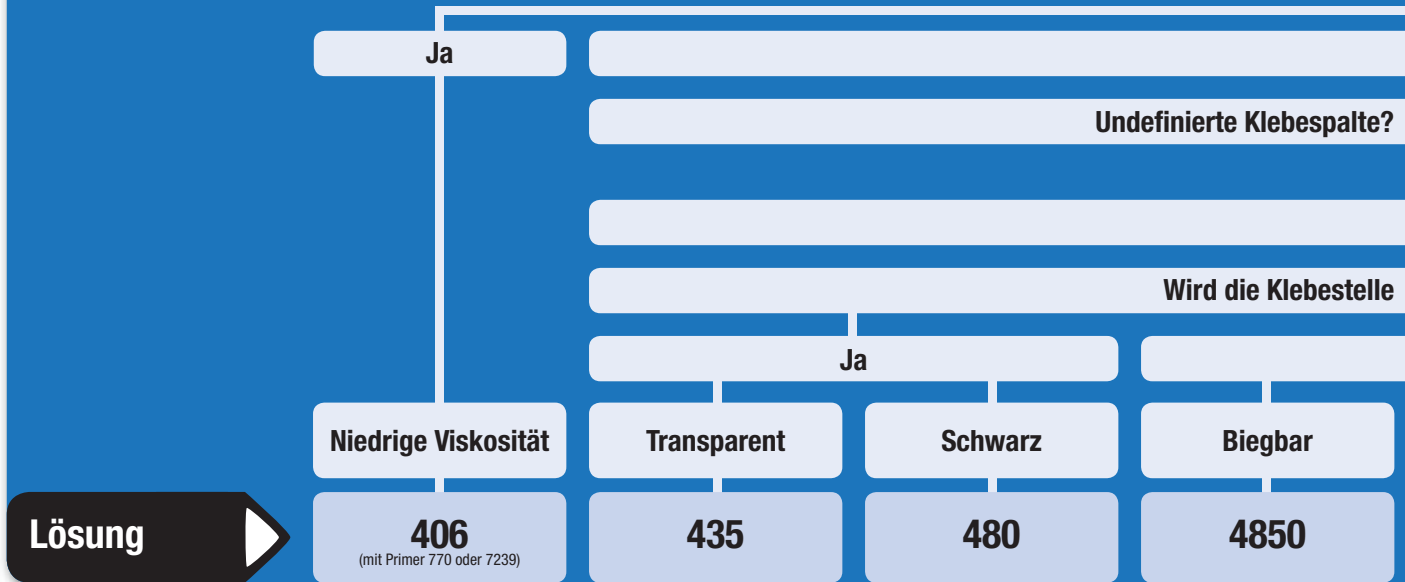 Ja
Undefinierte Klebespalte?
Wird die Klebestelle
Ja
Niedrige Viskosität
Transparent
Schwarz
Biegbar
Lösung
406
(mit Primer 770 oder 7239)
435
480
4850